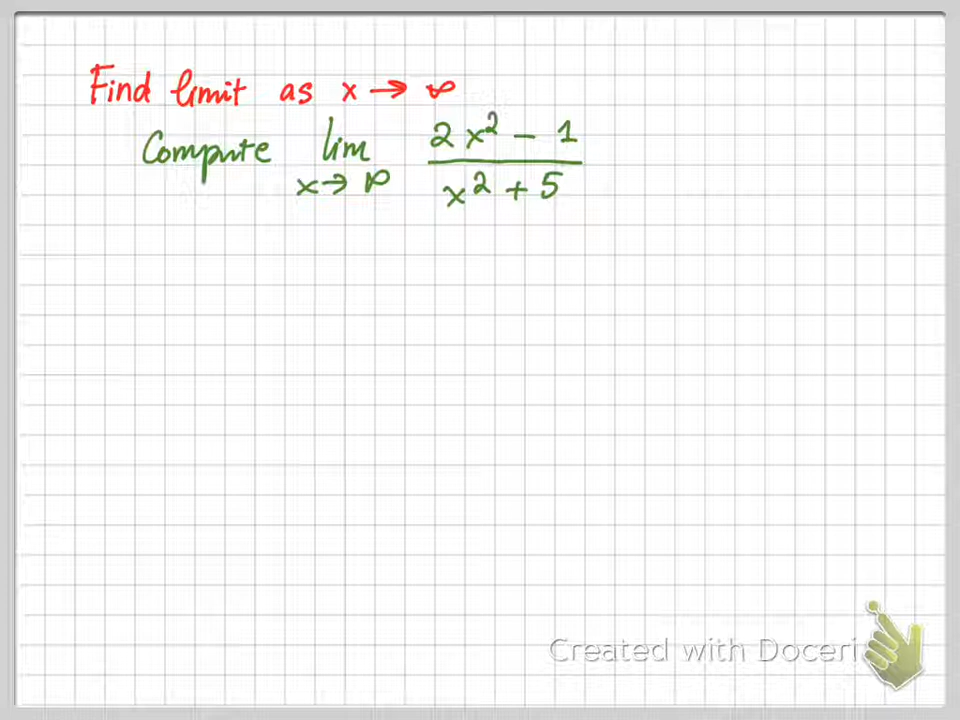 Find limit as x → ∞
Compute lim x → ∞ (2x² - 1) / (x² + 5)
Created with Doceri